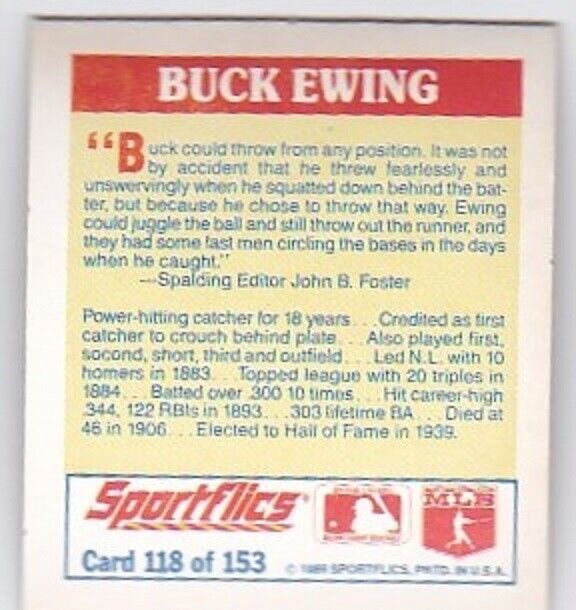 BUCK EWING
“Buck could throw from any position. It was not
by accident that he threw fearlessly and
unswervingly when he squatted down behind the bat-
ter, but because he chose to throw that way. Ewing
could juggle the ball and still throw out the runner, and
they had some fast men circling the bases in the days
when he caught.”
—Spalding Editor John B. Foster
Power-hitting catcher for 18 years. . . Credited as first
catcher to crouch behind plate. . . Also played first,
second, short, third and outfield. . . Led N.L. with 10
homers in 1883. . . Topped league with 20 triples in
1884. . . Batted over .300 10 times. . . Hit career-high
.344, 122 RBIs in 1893. . .303 lifetime BA. . . Died at
46 in 1906. . . Elected to Hall of Fame in 1939.
Sportflics
MLB
Card 118 of 153
© SPORTFLICS, PRTD. IN U.S.A.